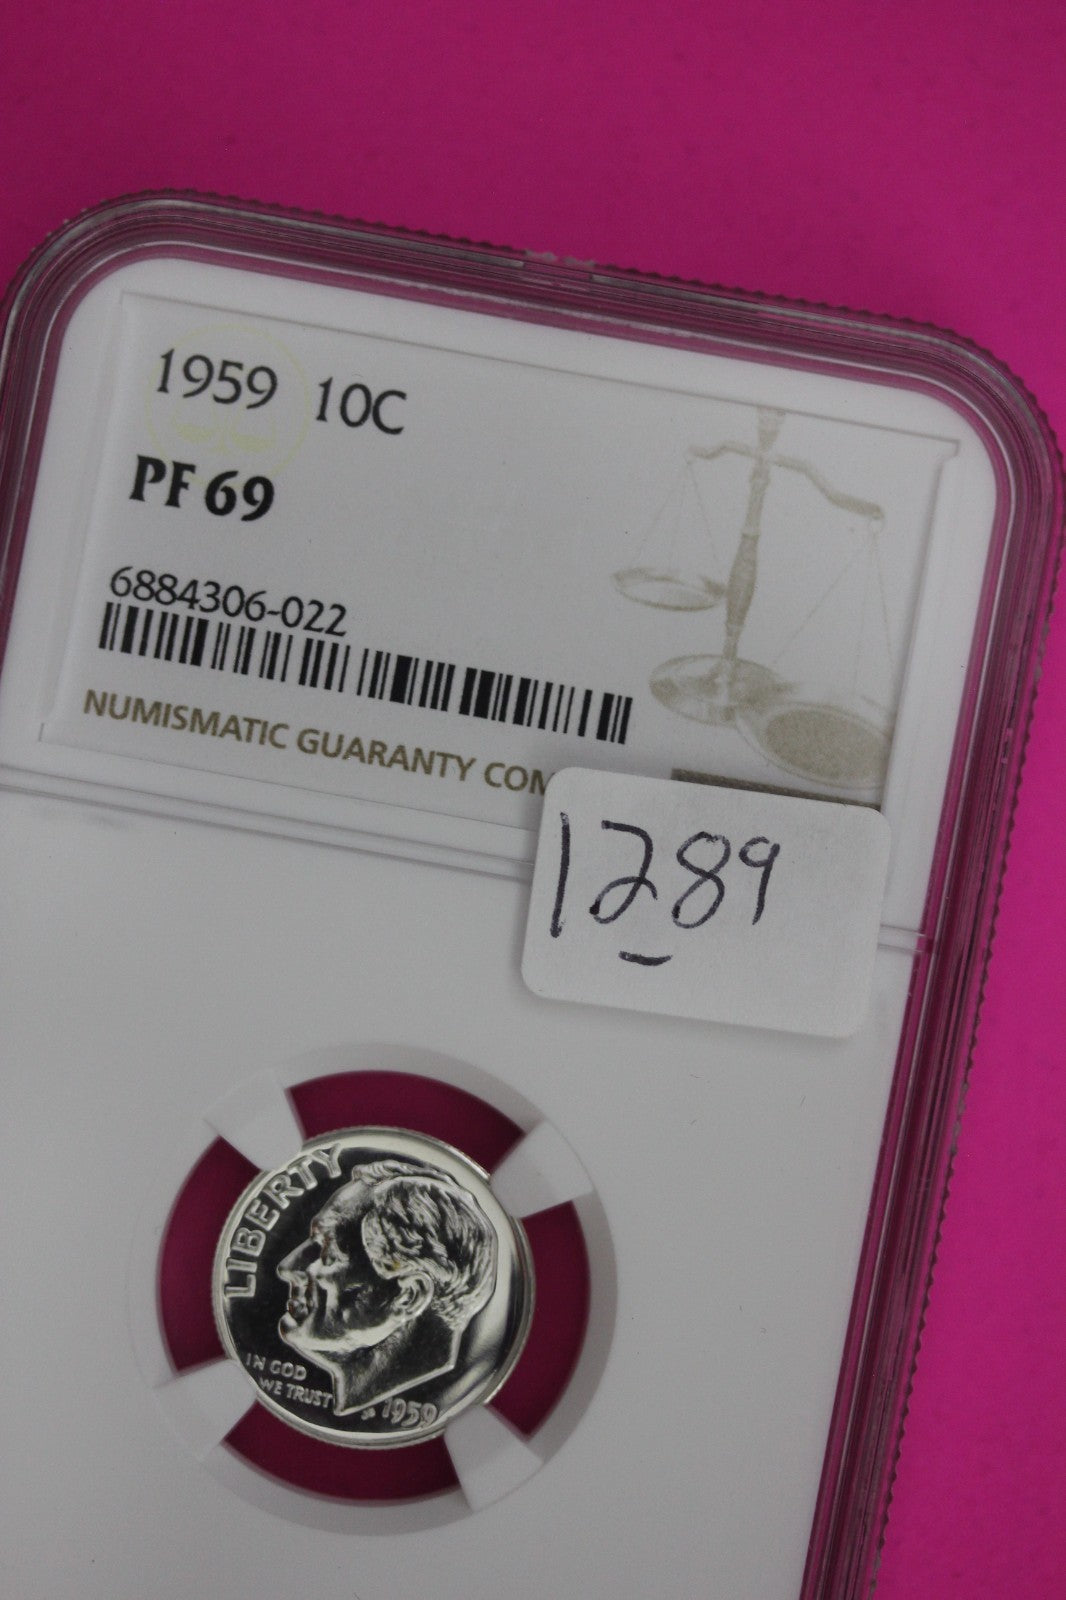 1959 10C
PF 69
6884306-022
NUMISMATIC GUARANTY COM
1289
LIBERTY
IN GOD
WE TRUST
1959